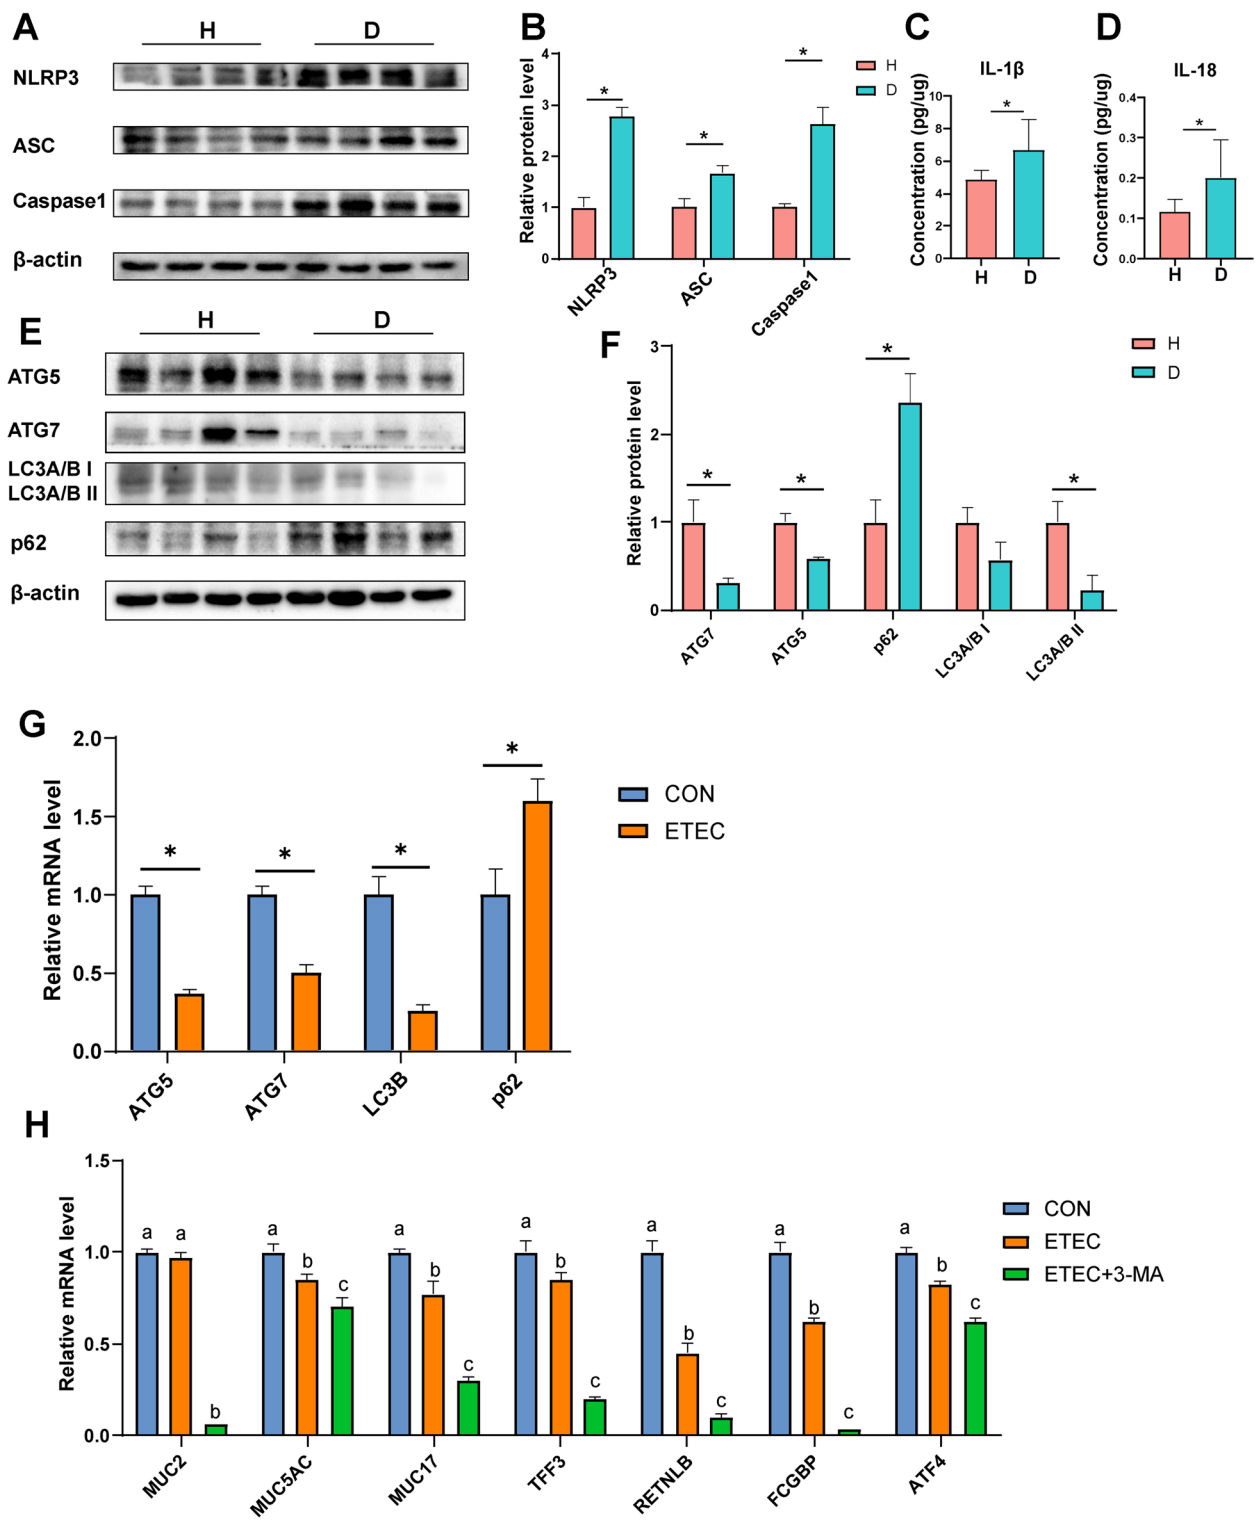 A
H D
NLRP3
ASC
Caspase1
β-actin
B
Relative protein level
4
3
2
1
0
* * *
NLRP3 ASC Caspase1
H
D
C
IL-1β
Concentration (pg/ug)
10
8
6
4
2
0
*
H D
D
IL-18
Concentration (pg/ug)
0.4
0.3
0.2
0.1
0.0
*
H D
E
H D
ATG5
ATG7
LC3A/B I
LC3A/B II
p62
β-actin
F
Relative protein level
3
2
1
0
* * * *
ATG7 ATG5 p62 LC3A/B I LC3A/B II
H
D
G
Relative mRNA level
2.0
1.5
1.0
0.5
0.0
* * * *
ATG5 ATG7 LC3B p62
CON
ETEC
H
Relative mRNA level
1.5
1.0
0.5
0.0
a a b
a b c
a b c
a b c
a b c
a b c
a b c
MUC2 MUC5AC MUC17 TFF3 RETNLB FCGBP ATF4
CON
ETEC
ETEC+3-MA